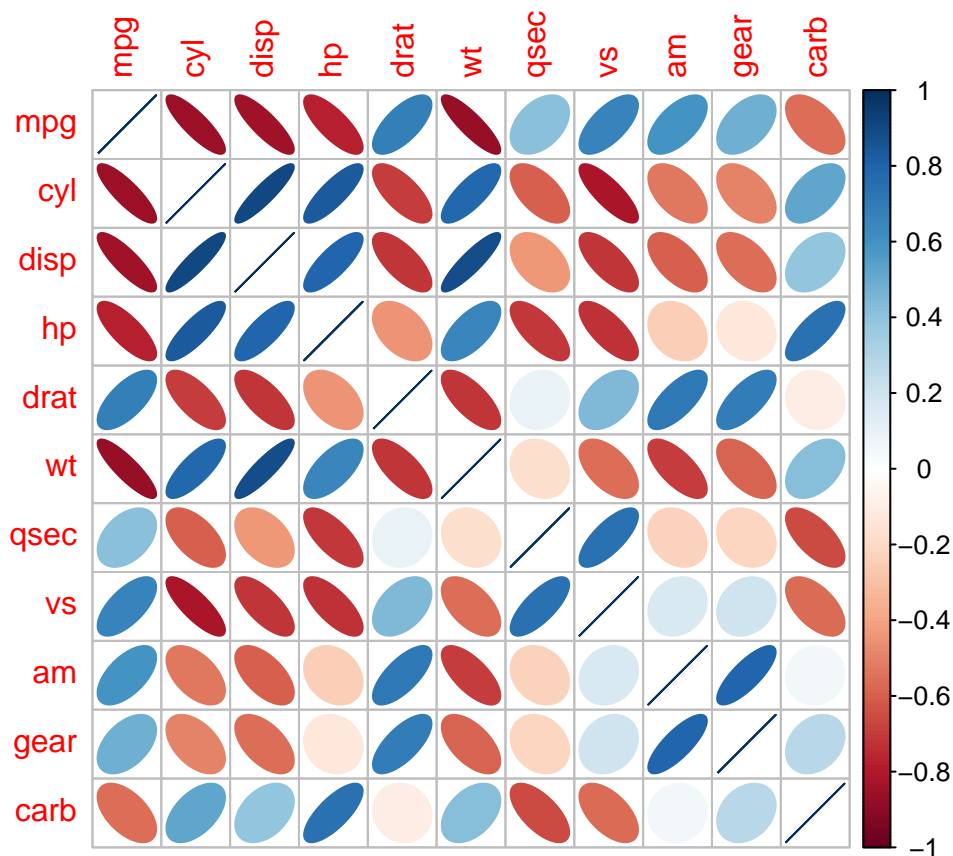 mpg cyl disp hp drat wt qsec vs am gear carb
mpg
cyl
disp
hp
drat
wt
qsec
vs
am
gear
carb
1
0.8
0.6
0.4
0.2
0
−0.2
−0.4
−0.6
−0.8
−1